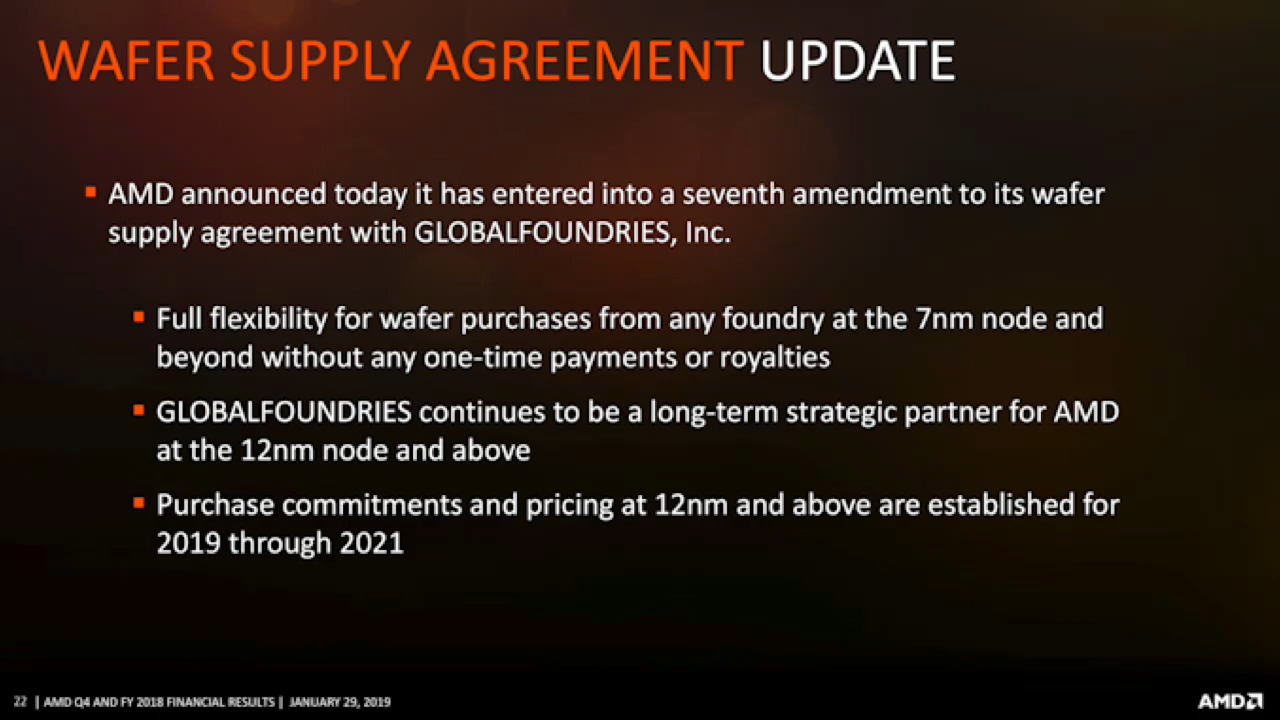 WAFER SUPPLY AGREEMENT UPDATE
▪ AMD announced today it has entered into a seventh amendment to its wafer
supply agreement with GLOBALFOUNDRIES, Inc.
▪ Full flexibility for wafer purchases from any foundry at the 7nm node and
beyond without any one-time payments or royalties
▪ GLOBALFOUNDRIES continues to be a long-term strategic partner for AMD
at the 12nm node and above
▪ Purchase commitments and pricing at 12nm and above are established for
2019 through 2021
22 | AMD Q4 AND FY 2018 FINANCIAL RESULTS | JANUARY 29, 2019
AMD